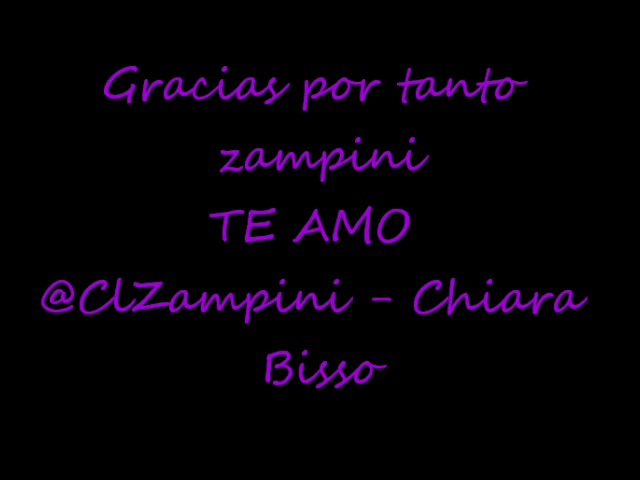 Gracias por tanto
zampini
TE AMO
@ClZampini - Chiara
Bisso